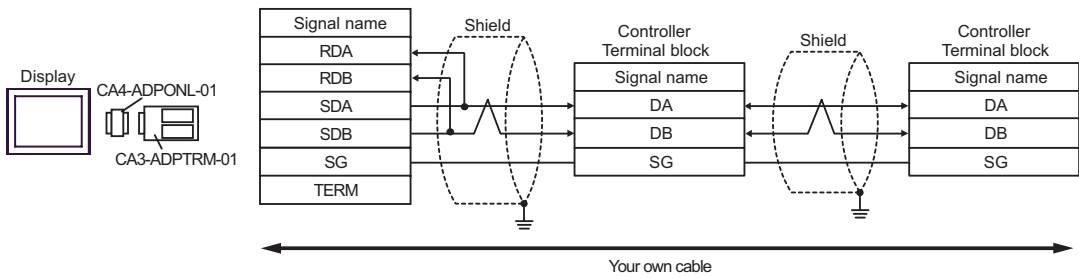 Display
CA4-ADPONL-01
CA3-ADPTRM-01
Signal name
RDA
RDB
SDA
SDB
SG
TERM
Shield
Controller
Terminal block
Signal name
DA
DB
SG
Shield
Controller
Terminal block
Signal name
DA
DB
SG
Your own cable